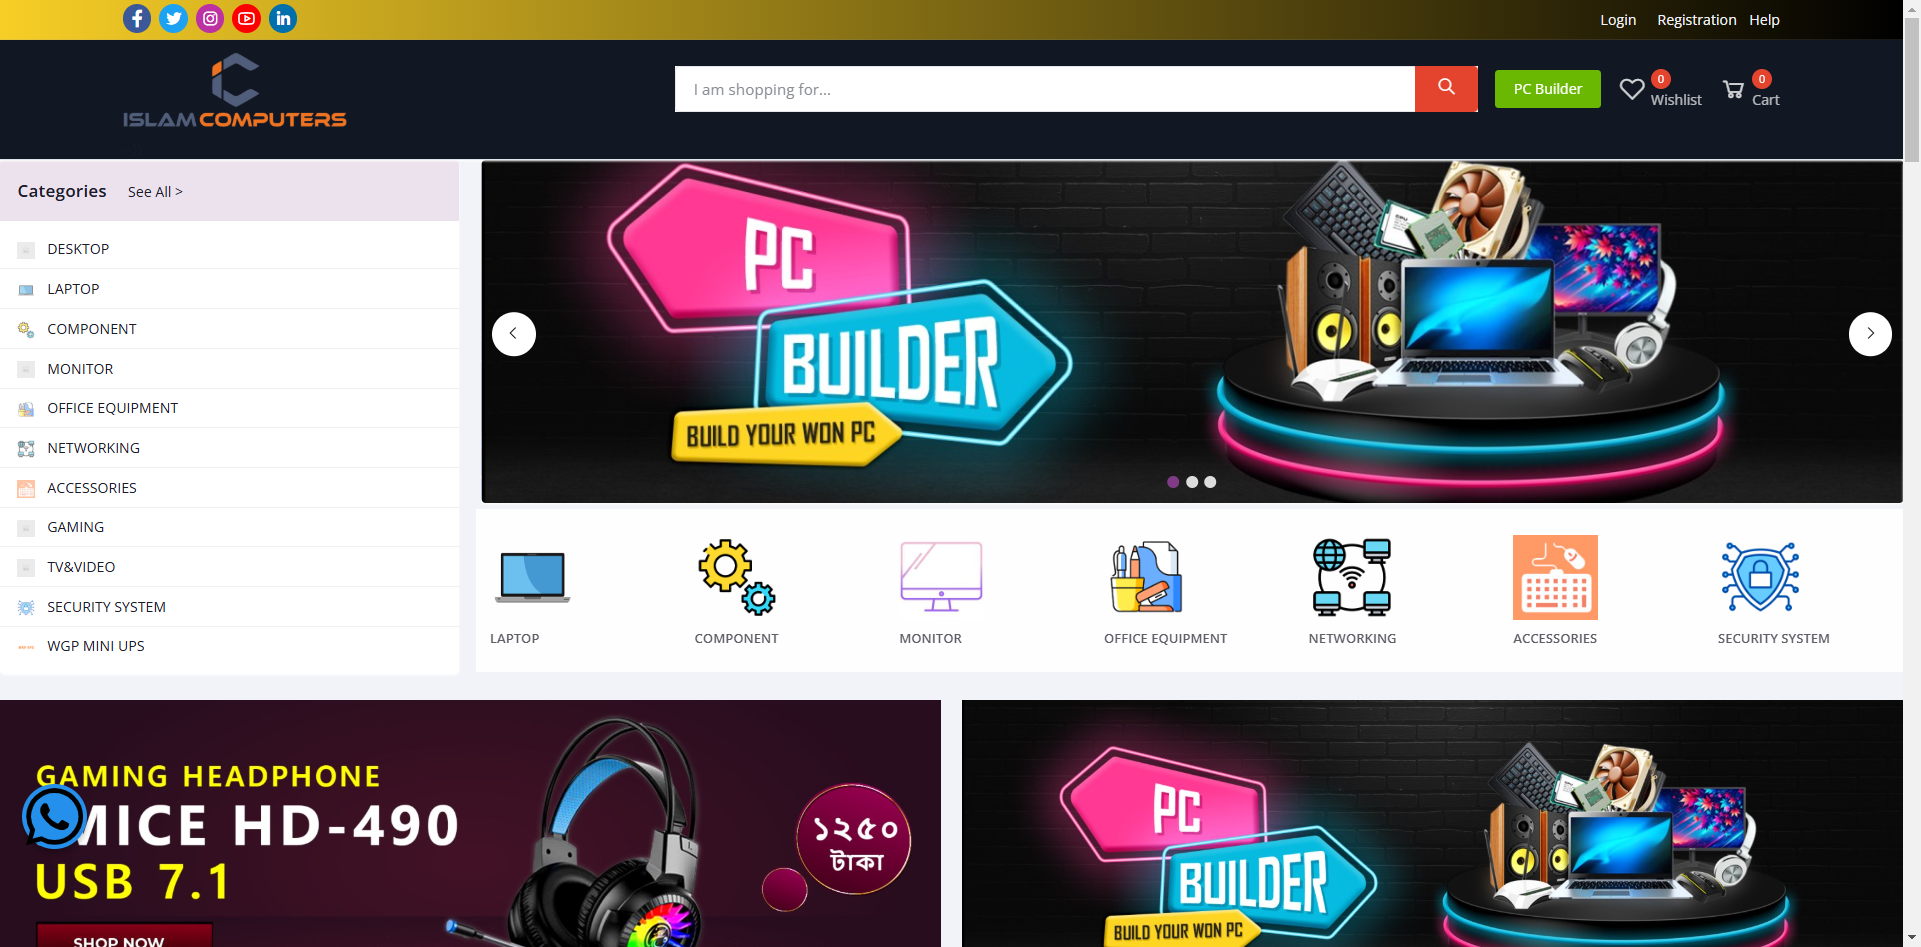 Login Registration Help
ISLAM COMPUTERS
I am shopping for...
PC Builder
0
Wishlist
0
Cart
Categories See All >
DESKTOP
LAPTOP
COMPONENT
MONITOR
OFFICE EQUIPMENT
NETWORKING
ACCESSORIES
GAMING
TV&VIDEO
SECURITY SYSTEM
WGP MINI UPS
PC
BUILDER
BUILD YOUR WON PC
LAPTOP
COMPONENT
MONITOR
OFFICE EQUIPMENT
NETWORKING
ACCESSORIES
SECURITY SYSTEM
GAMING HEADPHONE
MICE HD-490
USB 7.1
SHOP NOW
১২৫০
টাকা
PC
BUILDER
BUILD YOUR WON PC